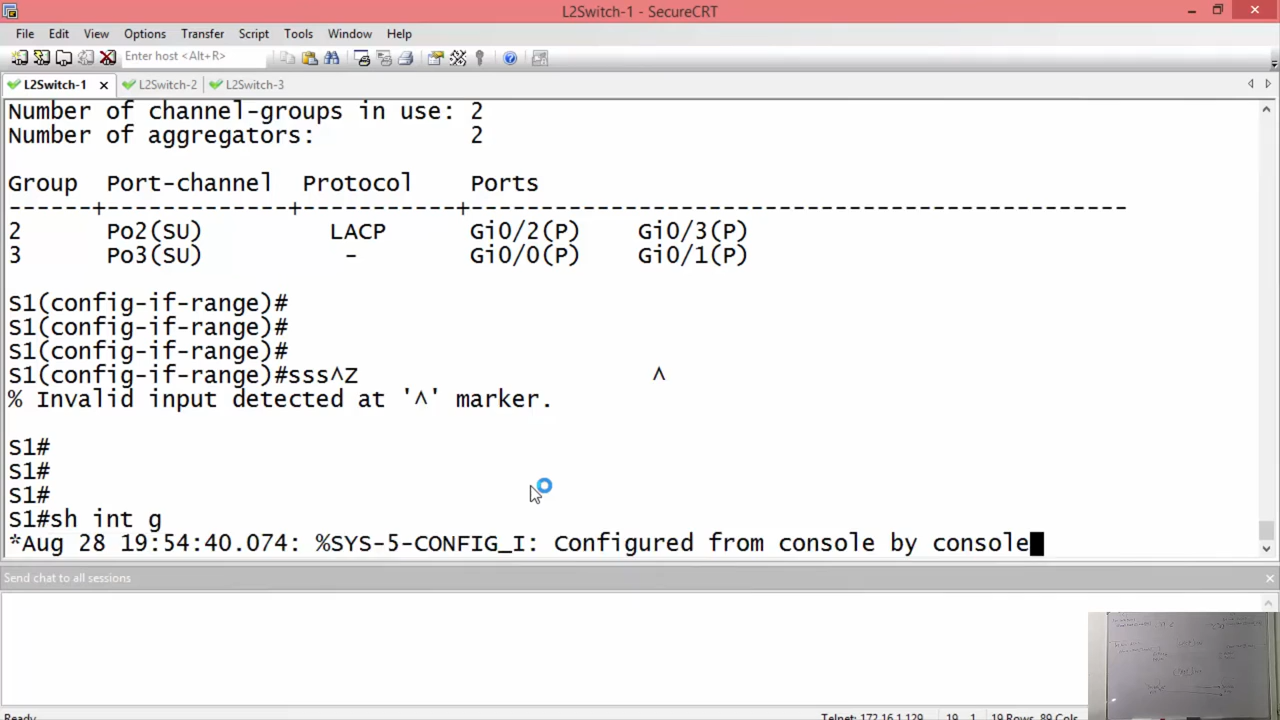 L2Switch-1 - SecureCRT
File Edit View Options Transfer Script Tools Window Help
Enter host <Alt+R>
L2Switch-1 L2Switch-2 L2Switch-3
Number of channel-groups in use: 2
Number of aggregators: 2
Group Port-channel Protocol Ports
------+-------------+-----------+-----------------------------------------------
2 Po2(SU) LACP Gi0/2(P) Gi0/3(P)
3 Po3(SU) - Gi0/0(P) Gi0/1(P)
S1(config-if-range)#
S1(config-if-range)#
S1(config-if-range)#
S1(config-if-range)#sss^Z ^
% Invalid input detected at '^' marker.
S1#
S1#
S1#
S1#sh int g
*Aug 28 19:54:40.074: %SYS-5-CONFIG_I: Configured from console by console
Send chat to all sessions
Ready Telnet: 172.16.1.129 19, 1 19 Rows, 89 Cols